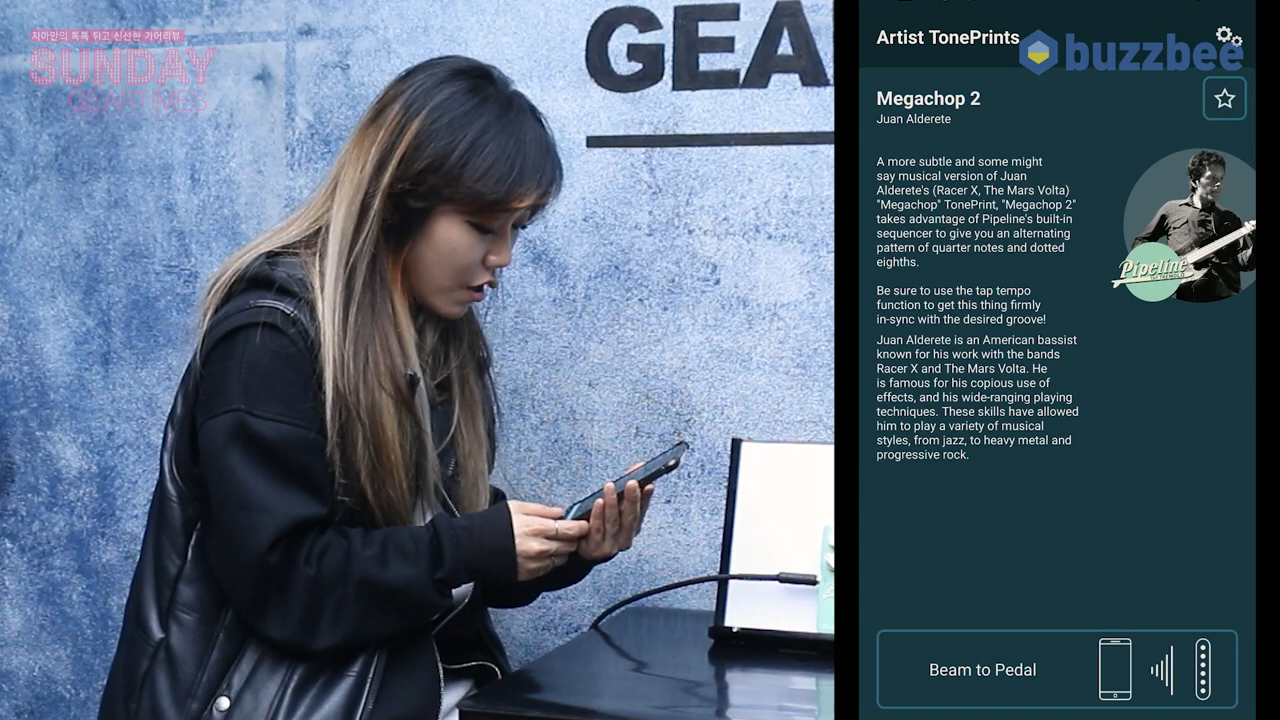 지아만의 톡톡 튀고 신선한 기어리뷰
SUNDAY
GEARTIMES
GEA
Artist TonePrints
buzzbee
Megachop 2
Juan Alderete
A more subtle and some might
say musical version of Juan
Alderete's (Racer X, The Mars Volta)
"Megachop" TonePrint, "Megachop 2"
takes advantage of Pipeline's built-in
sequencer to give you an alternating
pattern of quarter notes and dotted
eighths.
Be sure to use the tap tempo
function to get this thing firmly
in-sync with the desired groove!
Juan Alderete is an American bassist
known for his work with the bands
Racer X and The Mars Volta. He
is famous for his copious use of
effects, and his wide-ranging playing
techniques. These skills have allowed
him to play a variety of musical
styles, from jazz, to heavy metal and
progressive rock.
Pipeline
Beam to Pedal